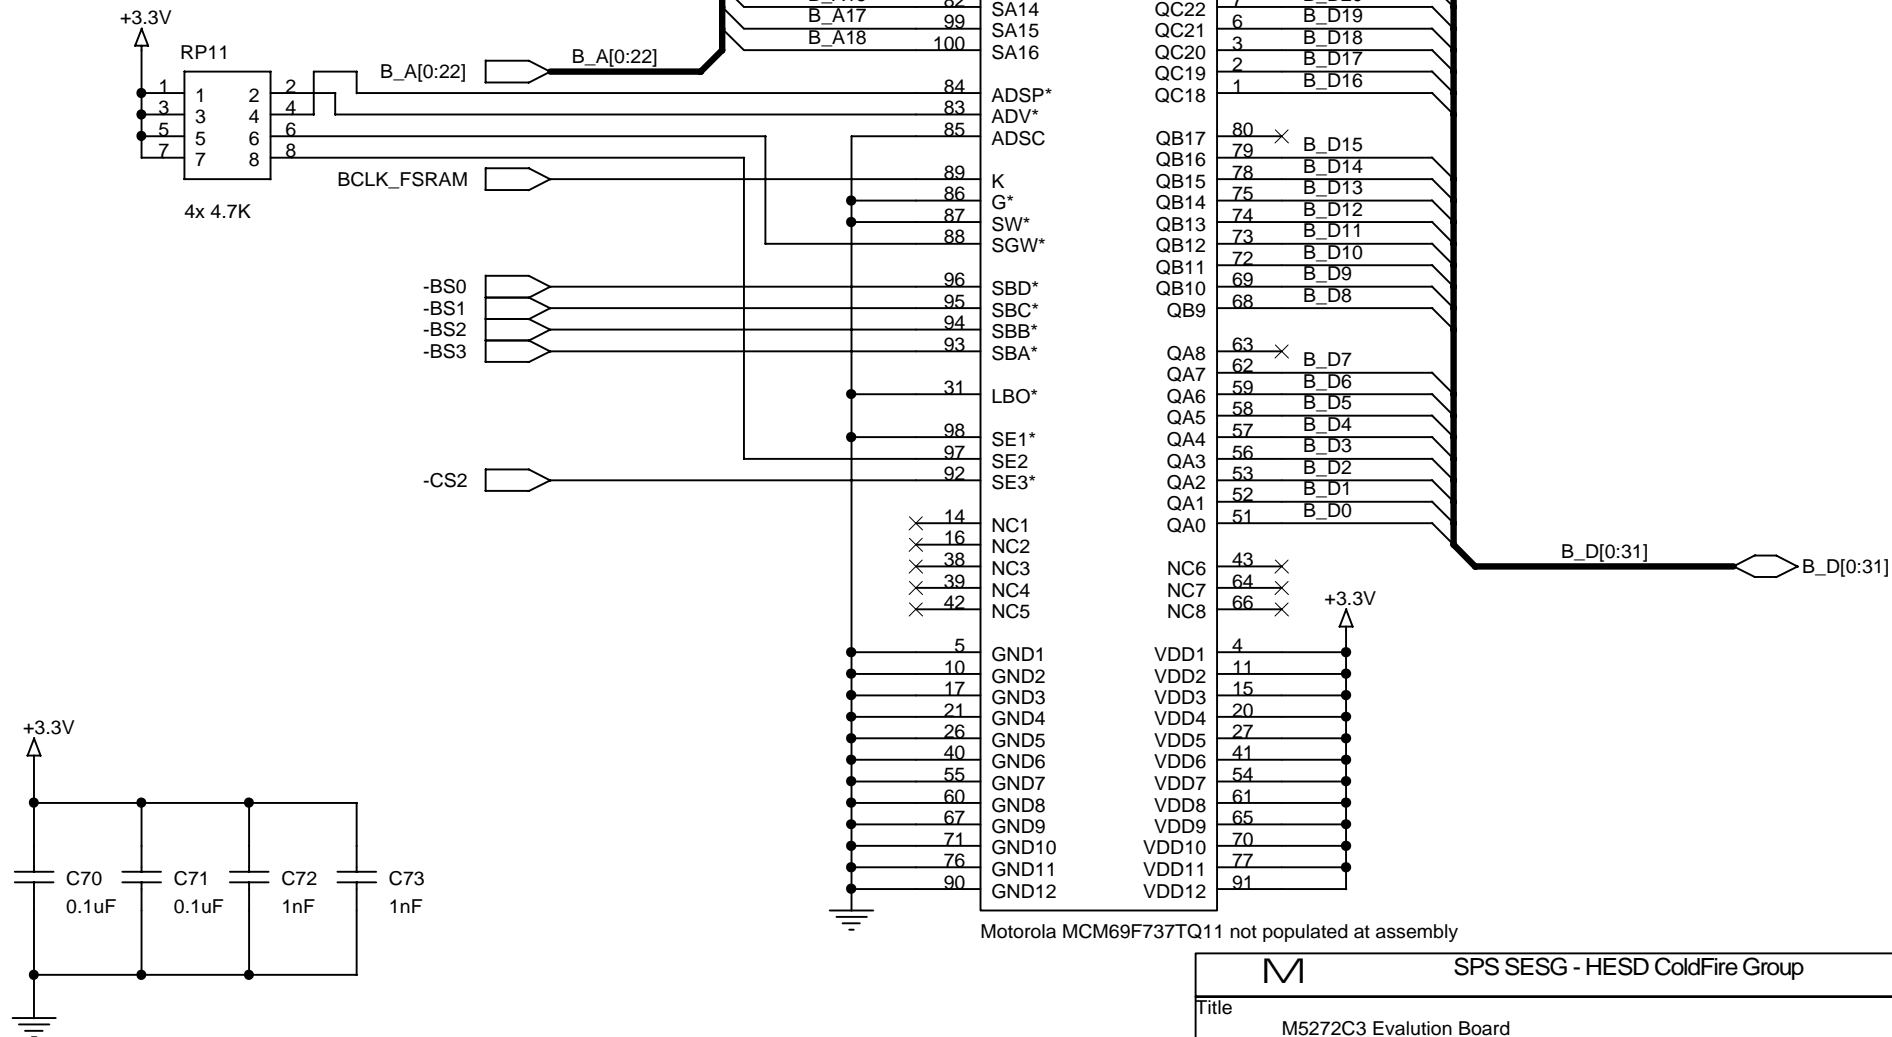 +3.3V
RP11
1 1 2 2
3 3 4 4
5 5 6 6
7 7 8 8
4x 4.7K
B_A[0:22]
B_A[0:22]
BCLK_FSRAM
-BS0
-BS1
-BS2
-BS3
-CS2
82 SA14
B_A17 99 SA15
B_A18 100 SA16
84 ADSP*
83 ADV*
85 ADSC
89 K
86 G*
87 SW*
88 SGW*
96 SBD*
95 SBC*
94 SBB*
93 SBA*
31 LBO*
98 SE1*
97 SE2
92 SE3*
14 NC1
16 NC2
38 NC3
39 NC4
42 NC5
5 GND1
10 GND2
17 GND3
21 GND4
26 GND5
40 GND6
55 GND7
60 GND8
67 GND9
71 GND10
76 GND11
90 GND12
QC22 7
QC21 6 B_D19
QC20 3 B_D18
QC19 2 B_D17
QC18 1 B_D16
QB17 80
QB16 79 B_D15
QB15 78 B_D14
QB14 75 B_D13
QB13 74 B_D12
QB12 73 B_D11
QB11 72 B_D10
QB10 69 B_D9
QB9 68 B_D8
QA8 63
QA7 62 B_D7
QA6 59 B_D6
QA5 58 B_D5
QA4 57 B_D4
QA3 56 B_D3
QA2 53 B_D2
QA1 52 B_D1
QA0 51 B_D0
NC6 43
NC7 64
NC8 66
+3.3V
VDD1 4
VDD2 11
VDD3 15
VDD4 20
VDD5 27
VDD6 41
VDD7 54
VDD8 61
VDD9 65
VDD10 70
VDD11 77
VDD12 91
B_D[0:31]
B_D[0:31]
+3.3V
C70 C71 C72 C73
0.1uF 0.1uF 1nF 1nF
Motorola MCM69F737TQ11 not populated at assembly
M SPS SESG - HESD ColdFire Group
Title
M5272C3 Evalution Board